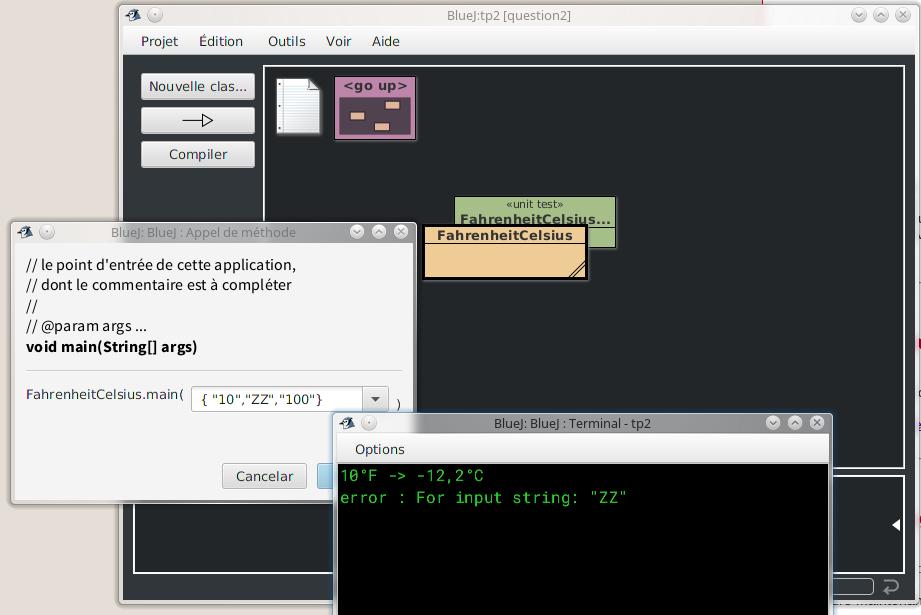 BlueJ:tp2 [question2]
Projet Édition Outils Voir Aide
Nouvelle clas...
<go up>
Compiler
«unit test»
FahrenheitCelsius...
FahrenheitCelsius
BlueJ: BlueJ : Appel de méthode
// le point d'entrée de cette application,
// dont le commentaire est à compléter
//
// @param args ...
void main(String[] args)
FahrenheitCelsius.main( { "10","ZZ","100"} )
Cancelar
BlueJ: BlueJ : Terminal - tp2
Options
10°F -> -12,2°C
error : For input string: "ZZ"